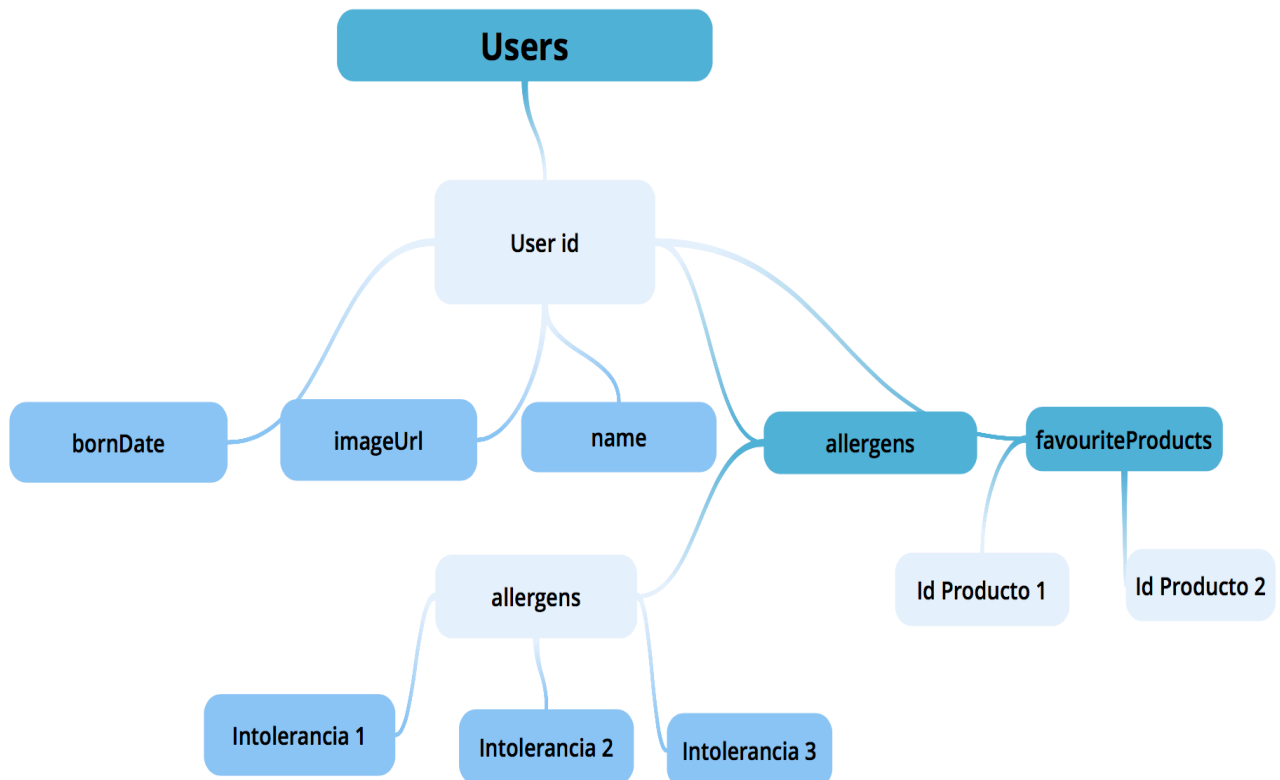 Users
User id
bornDate
imageUrl
name
allergens
favouriteProducts
allergens
Id Producto 1
Id Producto 2
Intolerancia 1
Intolerancia 2
Intolerancia 3